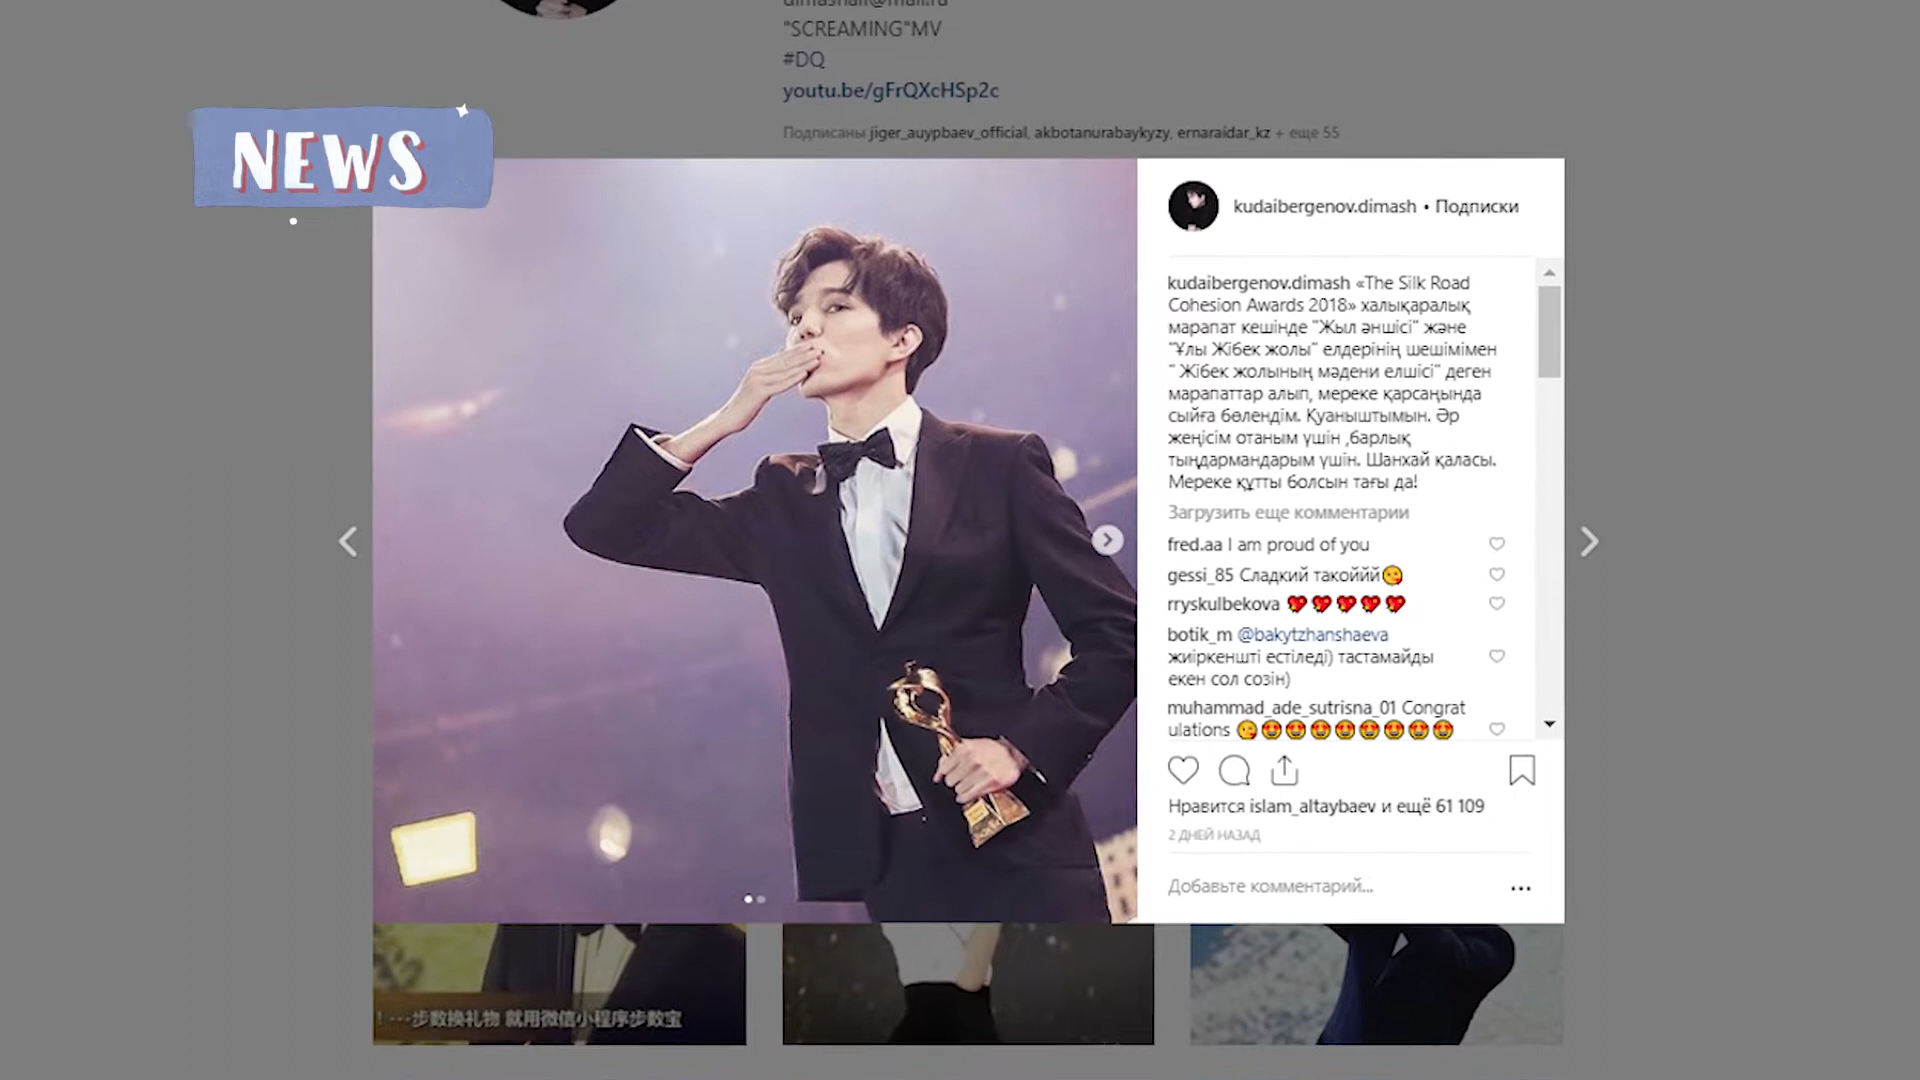 dimashali@mail.ru
"SCREAMING"MV
#DQ
youtu.be/gFrQXcHSp2c
Подписаны jiger_auypbaev_official, akbotanurabaykyzy, ernaraidar_kz + еще 55
NEWS
kudaibergenov.dimash • Подписки
kudaibergenov.dimash «The Silk Road
Cohesion Awards 2018» халықаралық
марапат кешінде "Жыл әншісі" және
"Ұлы Жібек жолы" елдерінің шешімімен
" Жібек жолының мәдени елшісі" деген
марапаттар алып, мереке қарсаңында
сыйға бөлендім. Қуаныштымын. Әр
жеңісім отаным үшін ,барлық
тыңдармандарым үшін. Шанхай қаласы.
Мереке құтты болсын тағы да!
Загрузить еще комментарии
fred.aa I am proud of you
gessi_85 Сладкий такоййй😘
rryskulbekova 💖💖💖💖💖
botik_m @bakytzhanshaeva
жиіркеншті естіледі) тастамайды
екен сол созін)
muhammad_ade_sutrisna_01 Congrat
ulations 😘😍😍😍😍😍😍😍😍
Нравится islam_altaybaev и ещё 61 109
2 ДНЕЙ НАЗАД
Добавьте комментарий...
! ···步数换礼物 就用微信小程序步数宝